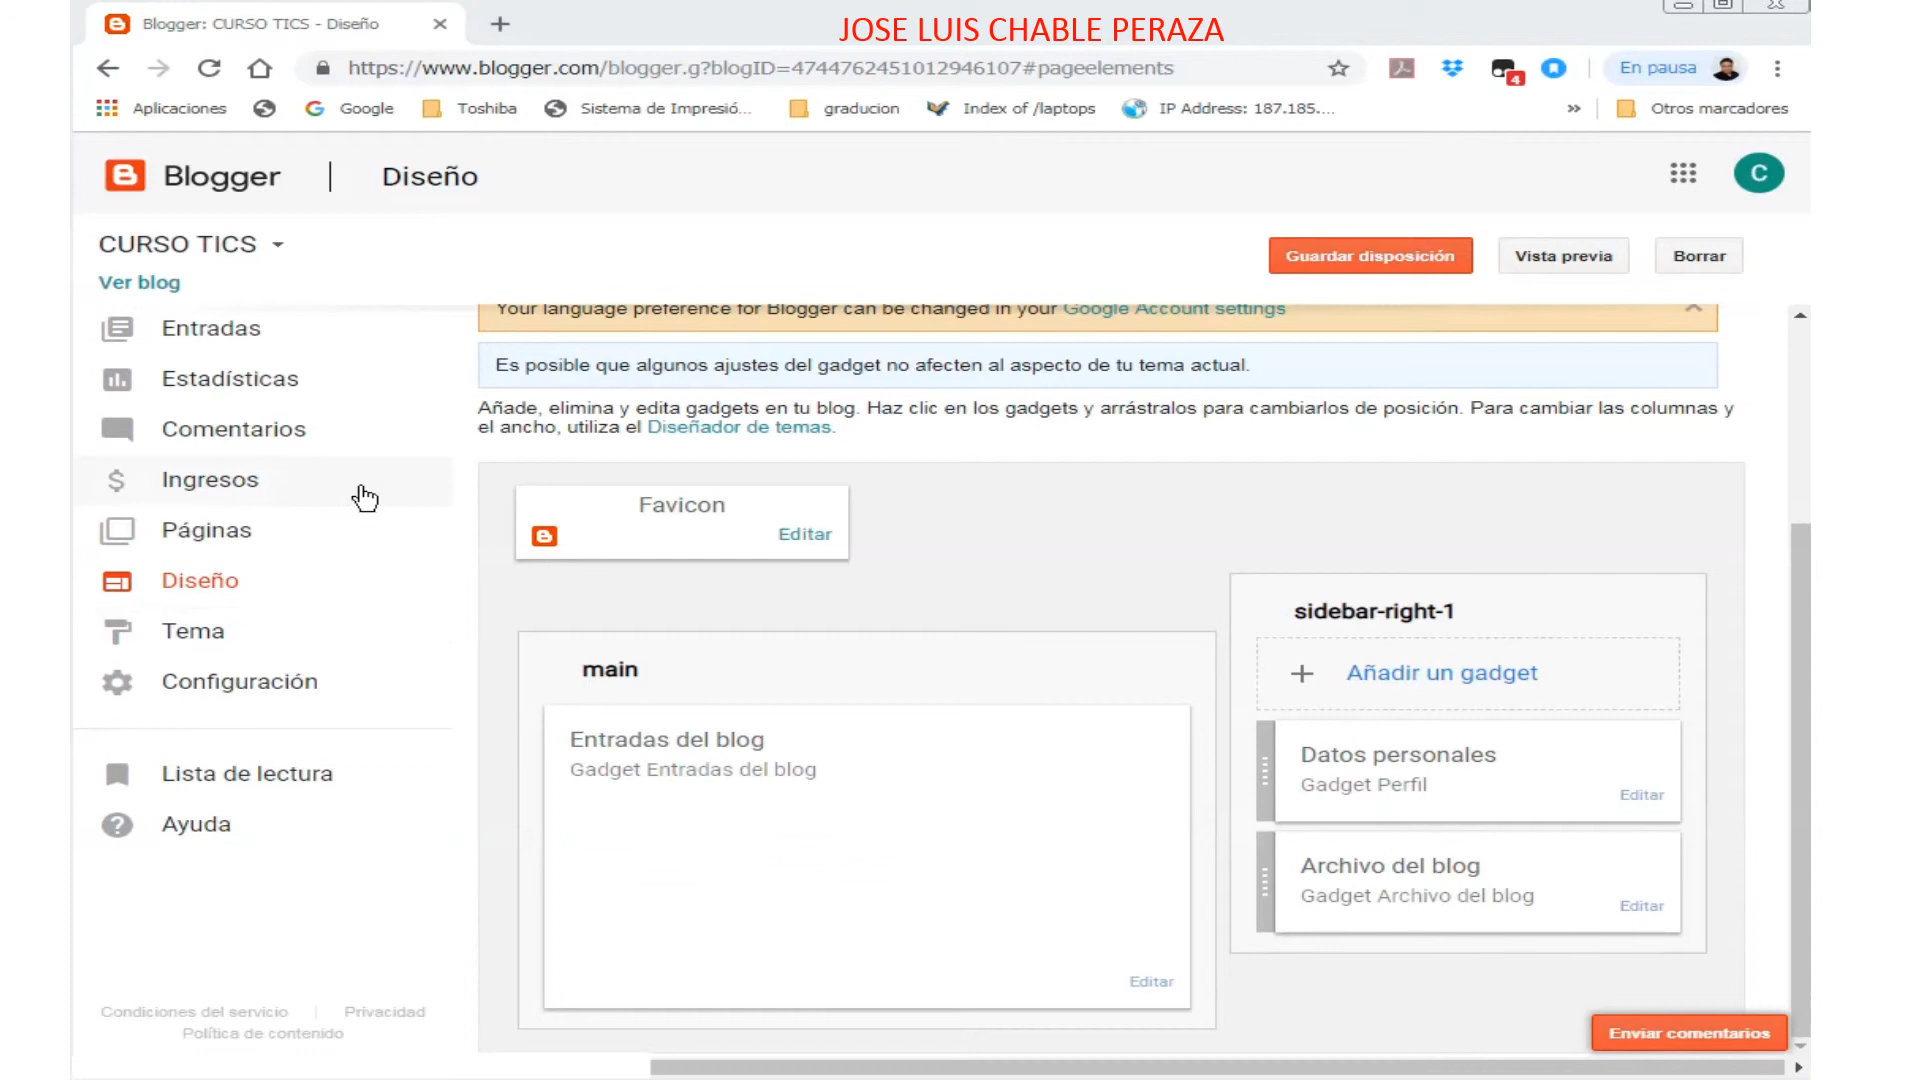 Blogger: CURSO TICS - Diseño
JOSE LUIS CHABLE PERAZA
https://www.blogger.com/blogger.g?blogID=4744762451012946107#pageelements
4
En pausa
Aplicaciones
Google
Toshiba
Sistema de Impresió...
graducion
Index of /laptops
IP Address: 187.185....
»
Otros marcadores
Blogger | Diseño
C
CURSO TICS
Guardar disposición
Vista previa
Borrar
Ver blog
Your language preference for Blogger can be changed in your Google Account settings
Entradas
Es posible que algunos ajustes del gadget no afecten al aspecto de tu tema actual.
Estadísticas
Añade, elimina y edita gadgets en tu blog. Haz clic en los gadgets y arrástralos para cambiarlos de posición. Para cambiar las columnas y
el ancho, utiliza el Diseñador de temas.
Comentarios
Ingresos
Páginas
Diseño
Tema
Configuración
Lista de lectura
Ayuda
Favicon
Editar
main
Entradas del blog
Gadget Entradas del blog
Editar
sidebar-right-1
Añadir un gadget
Datos personales
Gadget Perfil
Editar
Archivo del blog
Gadget Archivo del blog
Editar
Condiciones del servicio | Privacidad
Política de contenido
Enviar comentarios